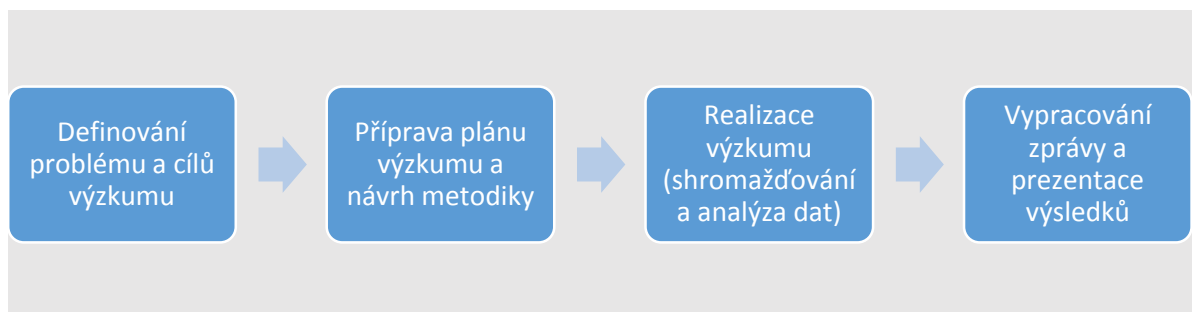 Definování
problému a cílů
výzkumu
Příprava plánu
výzkumu a
návrh metodiky
Realizace
výzkumu
(shromažďování
a analýza dat)
Vypracování
zprávy a
prezentace
výsledků